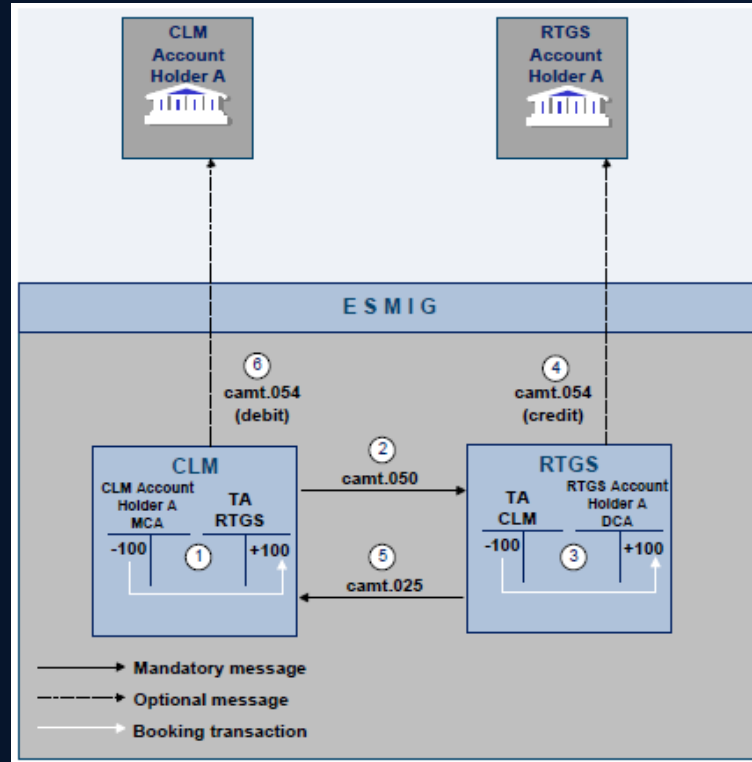 CLM
Account
Holder A
RTGS
Account
Holder A
ESMIG
6
camt.054
(debit)
4
camt.054
(credit)
CLM
CLM Account
Holder A
MCA
TA
RTGS
-100
1
+100
2
camt.050
5
camt.025
RTGS
TA
CLM
RTGS Account
Holder A
DCA
-100
3
+100
Mandatory message
Optional message
Booking transaction